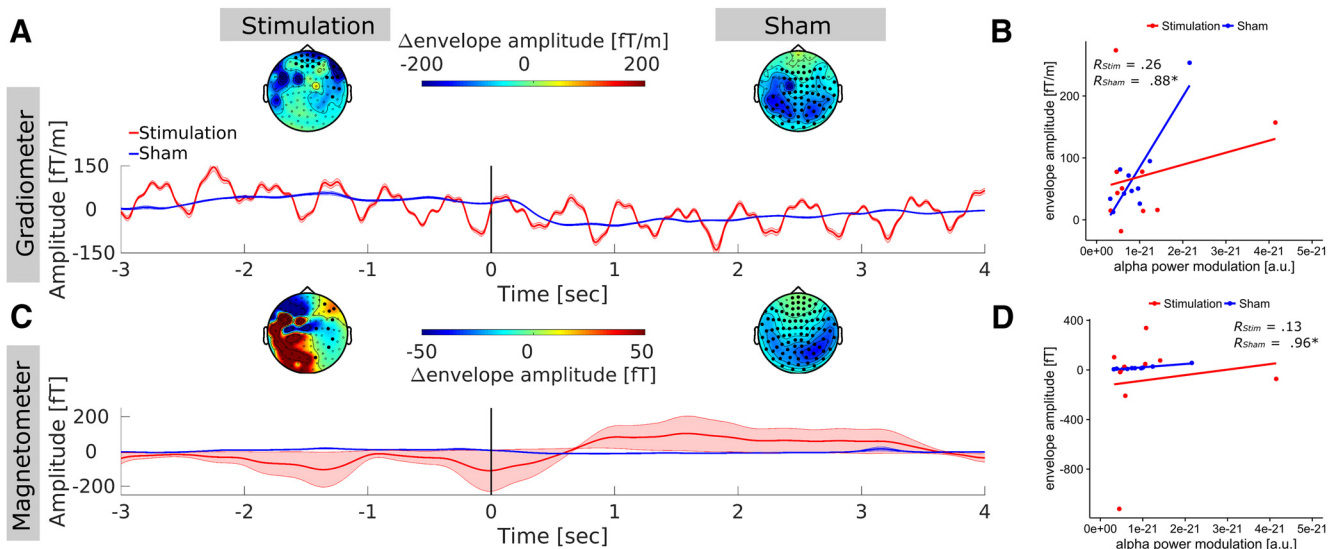 A
Stimulation
Sham
Δenvelope amplitude [fT/m]
-200 0 200
Gradiometer
Stimulation
Sham
Amplitude [fT/m]
150
0
-150
-3 -2 -1 0 1 2 3 4
Time [sec]
B
Stimulation Sham
RStim = .26
RSham = .88*
envelope amplitude [fT/m]
200
100
0
0e+00 1e-21 2e-21 3e-21 4e-21 5e-21
alpha power modulation [a.u.]
C
-50 0 50
Δenvelope amplitude [fT]
Magnetometer
Amplitude [fT]
200
0
-200
-3 -2 -1 0 1 2 3 4
Time [sec]
D
Stimulation Sham
RStim = .13
RSham = .96*
envelope amplitude [fT]
400
0
-400
-800
0e+00 1e-21 2e-21 3e-21 4e-21 5e-21
alpha power modulation [a.u.]